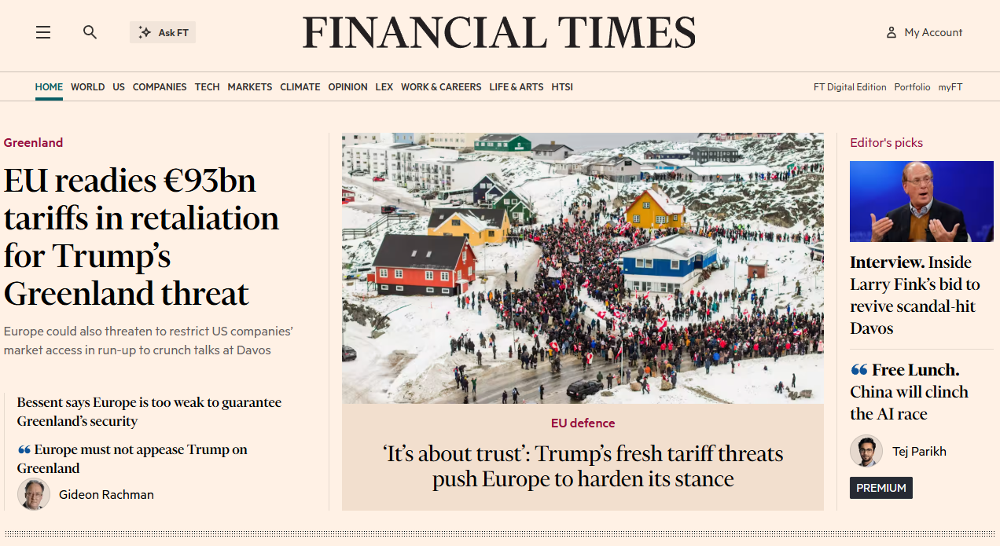 Ask FT
FINANCIAL TIMES
My Account
HOME WORLD US COMPANIES TECH MARKETS CLIMATE OPINION LEX WORK & CAREERS LIFE & ARTS HTSI
FT Digital Edition Portfolio myFT
Greenland
EU readies €93bn
tariffs in retaliation
for Trump’s
Greenland threat
Europe could also threaten to restrict US companies’
market access in run-up to crunch talks at Davos
Bessent says Europe is too weak to guarantee
Greenland’s security
“ Europe must not appease Trump on
Greenland
Gideon Rachman
EU defence
‘It’s about trust’: Trump’s fresh tariff threats
push Europe to harden its stance
Editor's picks
Interview. Inside
Larry Fink’s bid to
revive scandal-hit
Davos
“ Free Lunch.
China will clinch
the AI race
Tej Parikh
PREMIUM